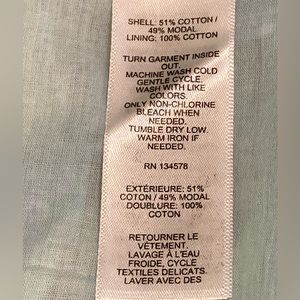 SHELL: 51% COTTON /
49% MODAL
LINING: 100% COTTON
TURN GARMENT INSIDE
OUT.
MACHINE WASH COLD
GENTLE CYCLE.
WASH WITH LIKE
COLORS.
ONLY NON-CHLORINE
BLEACH WHEN
NEEDED.
TUMBLE DRY LOW.
WARM IRON IF
NEEDED.
RN 134578
EXTÉRIEURE: 51%
COTON / 49% MODAL
DOUBLURE: 100%
COTON
RETOURNER LE
VÊTEMENT.
LAVAGE À L'EAU
FROIDE, CYCLE
TEXTILES DELICATS.
LAVER AVEC DES